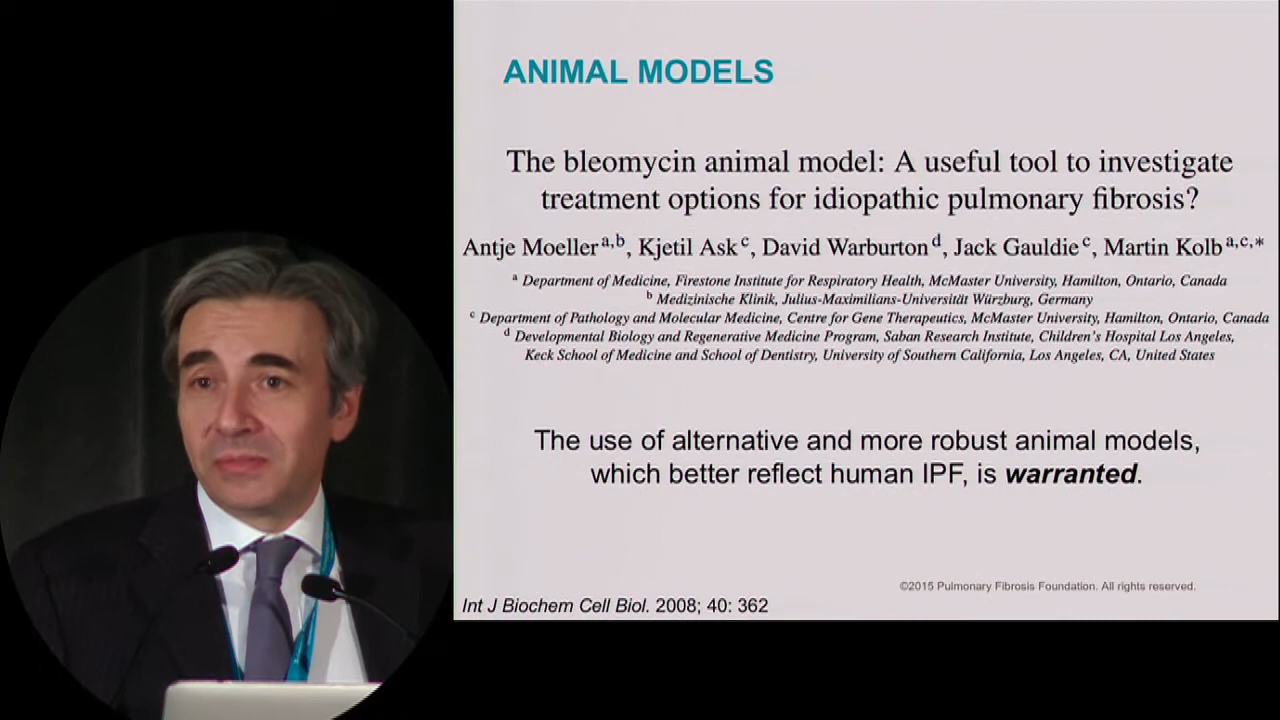 ANIMAL MODELS
The bleomycin animal model: A useful tool to investigate
treatment options for idiopathic pulmonary fibrosis?
Antje Moeller a,b, Kjetil Ask c, David Warburton d, Jack Gauldie c, Martin Kolb a,c,*
a Department of Medicine, Firestone Institute for Respiratory Health, McMaster University, Hamilton, Ontario, Canada
b Medizinische Klinik, Julius-Maximilians-Universität Würzburg, Germany
c Department of Pathology and Molecular Medicine, Centre for Gene Therapeutics, McMaster University, Hamilton, Ontario, Canada
d Developmental Biology and Regenerative Medicine Program, Saban Research Institute, Children's Hospital Los Angeles,
Keck School of Medicine and School of Dentistry, University of Southern California, Los Angeles, CA, United States
The use of alternative and more robust animal models,
which better reflect human IPF, is warranted.
©2015 Pulmonary Fibrosis Foundation. All rights reserved.
Int J Biochem Cell Biol. 2008; 40: 362